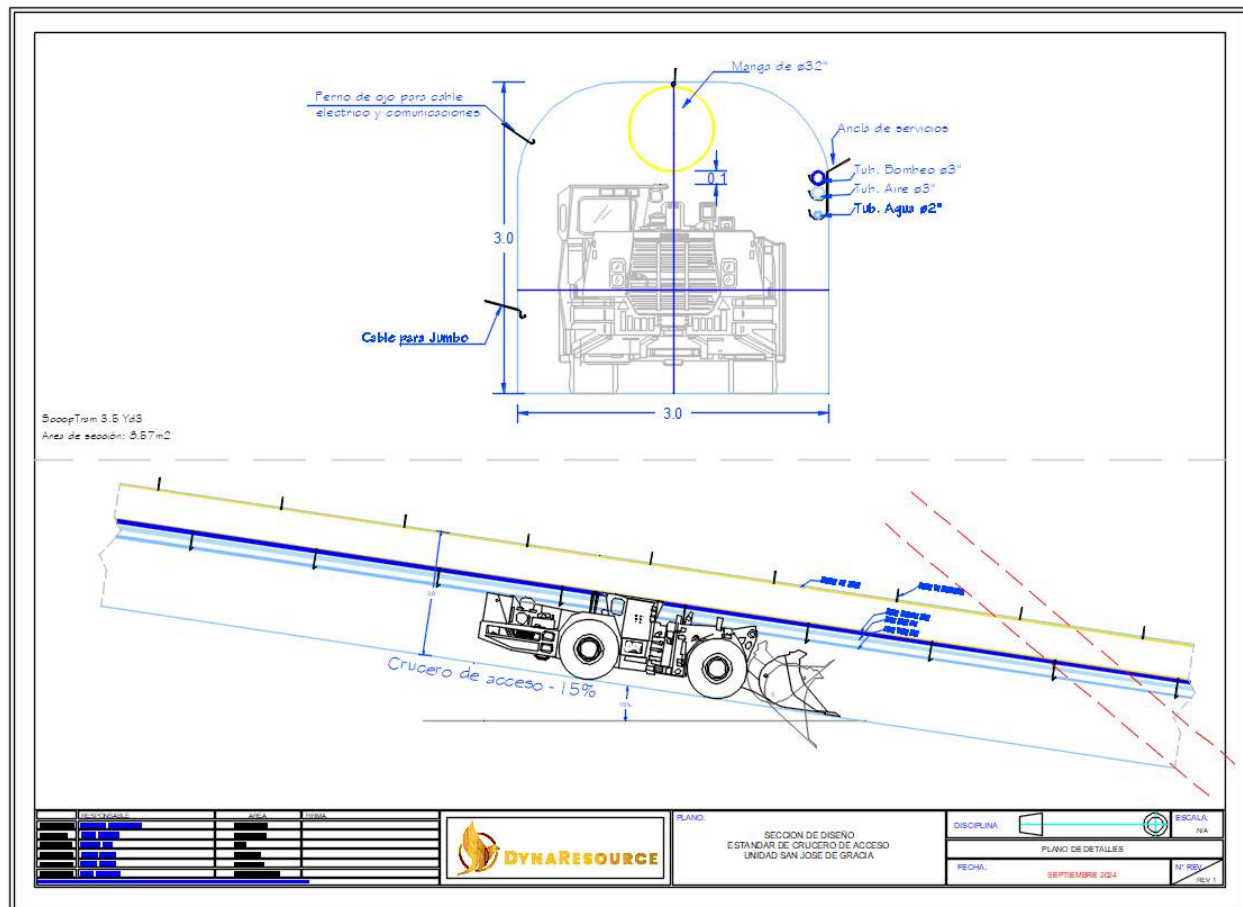 Manga de ø32"
Perno de ojo para cable
electrico y comunicaciones
Ancla de servicios
Tub. Bombeo ø3"
0.1
Tub. Aire ø3"
Tub. Agua ø2"
3.0
Cable para Jumbo
3.0
ScoopTram 3.5 Yd3
Area de sección: 8.57m2
3.0
Crucero de acceso - 15%
15%
RESPONSABLE
AREA
FIRMA
DYNARESOURCE
PLANO:
SECCION DE DISEÑO
ESTANDAR DE CRUCERO DE ACCESO
UNIDAD SAN JOSE DE GRACIA
DISCIPLINA
ESCALA:
N/A
PLANO DE DETALLES
FECHA:
SEPTIEMBRE 2024
N° REV.
REV 1